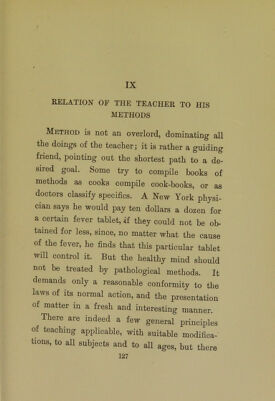 IX
RELATION OF THE TEACHER TO HIS
METHODS
Method is not an overlord, dominating all
the doings of the teacher; it is rather a guiding
friend, pointing out the shortest path to a de-
sired goal. Some try to compile books of
methods as cooks compile cook-books, or as
doctors classify specifics. A New York physi-
cian says he would pay ten dollars a dozen for
a certain fever tablet, if they could not be ob-
tained for less, since, no matter what the cause
of the fever, he finds that this particular tablet
will control it. But the healthy mind should
not be treated by pathological methods. It
demands only a reasonable conformity to the
laws of its normal action, and the presentation
of matter in a fresh and interesting manner.
There are indeed a few general principles
of teaching applicable, with suitable modifica-
tions, to all subjects and to all ages, but there
127